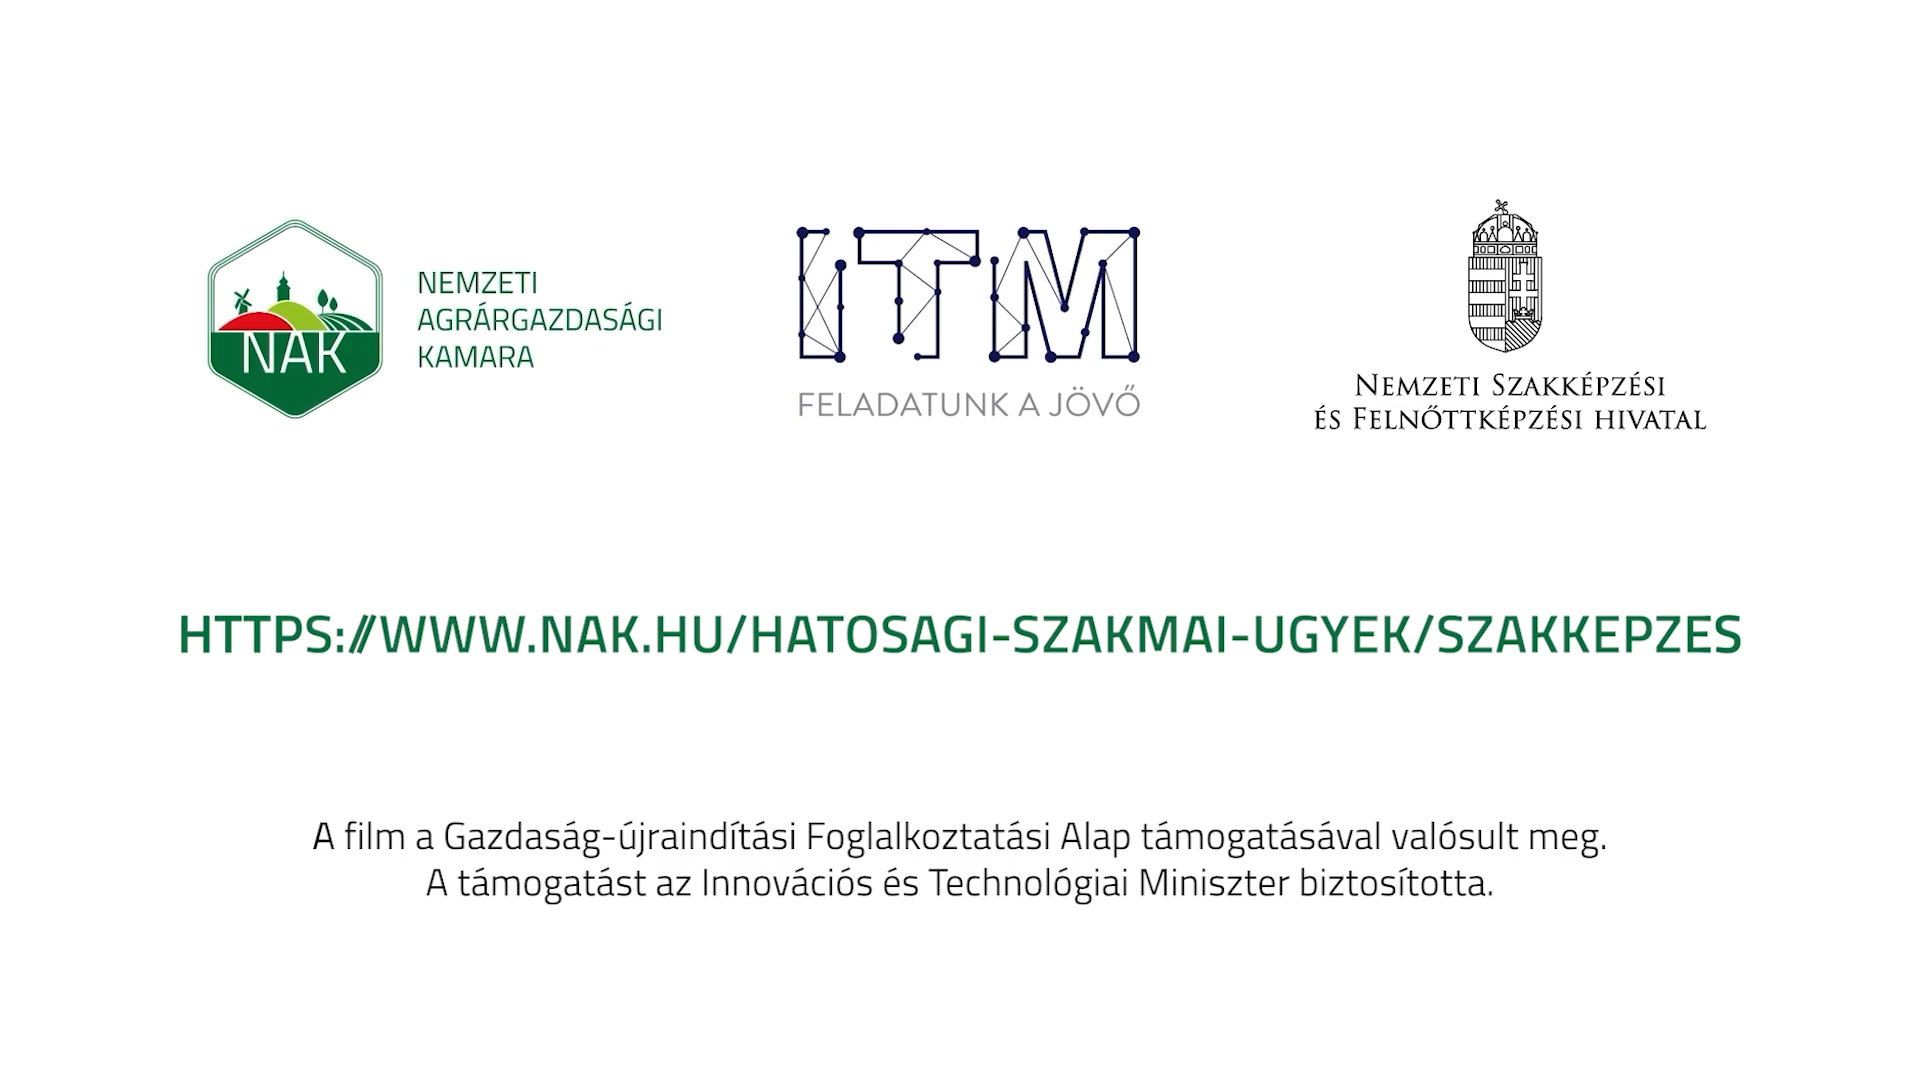 NAK
NEMZETI
AGRÁRGAZDASÁGI
KAMARA
ITM
FELADATUNK A JÖVŐ
NEMZETI SZAKKÉPZÉSI
ÉS FELNŐTTKÉPZÉSI HIVATAL
HTTPS://WWW.NAK.HU/HATOSAGI-SZAKMAI-UGYEK/SZAKKEPZES
A film a Gazdaság-újraindítási Foglalkoztatási Alap támogatásával valósult meg.
A támogatást az Innovációs és Technológiai Miniszter biztosította.